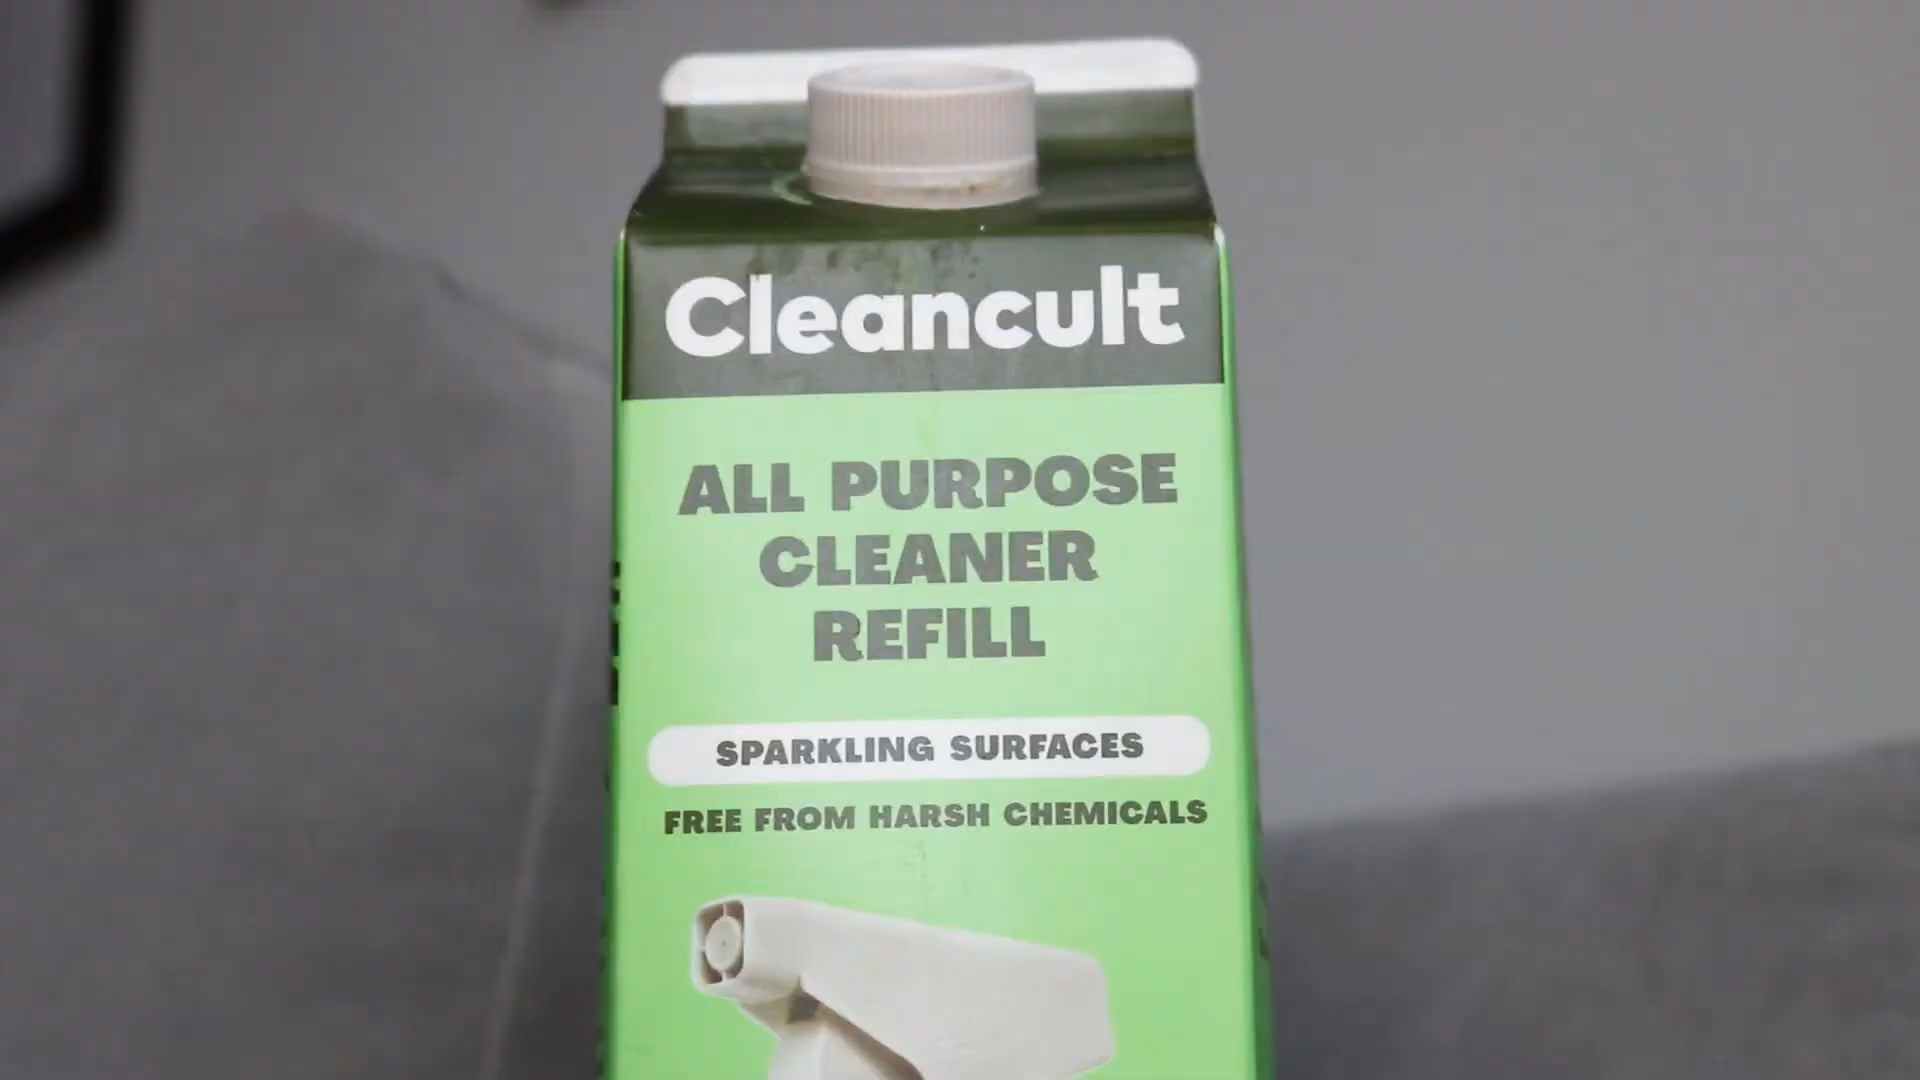 Cleancult
ALL PURPOSE
CLEANER
REFILL
SPARKLING SURFACES
FREE FROM HARSH CHEMICALS